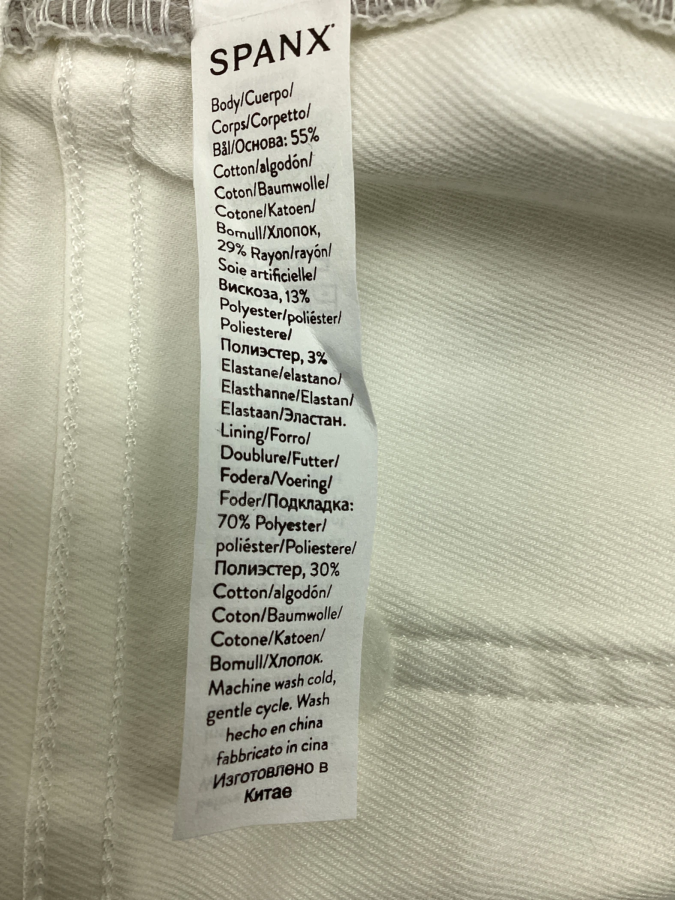 SPANX
Body/Cuerpo/
Corps/Corpetto/
Bål/Основа: 55%
Cotton/algodón/
Coton/Baumwolle/
Cotone/Katoen/
Bomull/Хлопок,
29% Rayon/rayón/
Soie artificielle/
Вискоза, 13%
Polyester/poliéster/
Poliestere/
Полиэстер, 3%
Elastane/elastano/
Elasthanne/Elastan/
Elastaan/Эластан.
Lining/Forro/
Doublure/Futter/
Fodera/Voering/
Foder/Подкладка:
70% Polyester/
poliéster/Poliestere/
Полиэстер, 30%
Cotton/algodón/
Coton/Baumwolle/
Cotone/Katoen/
Bomull/Хлопок.
Machine wash cold,
gentle cycle. Wash
hecho en china
fabbricato in cina
Изготовлено в
Китае